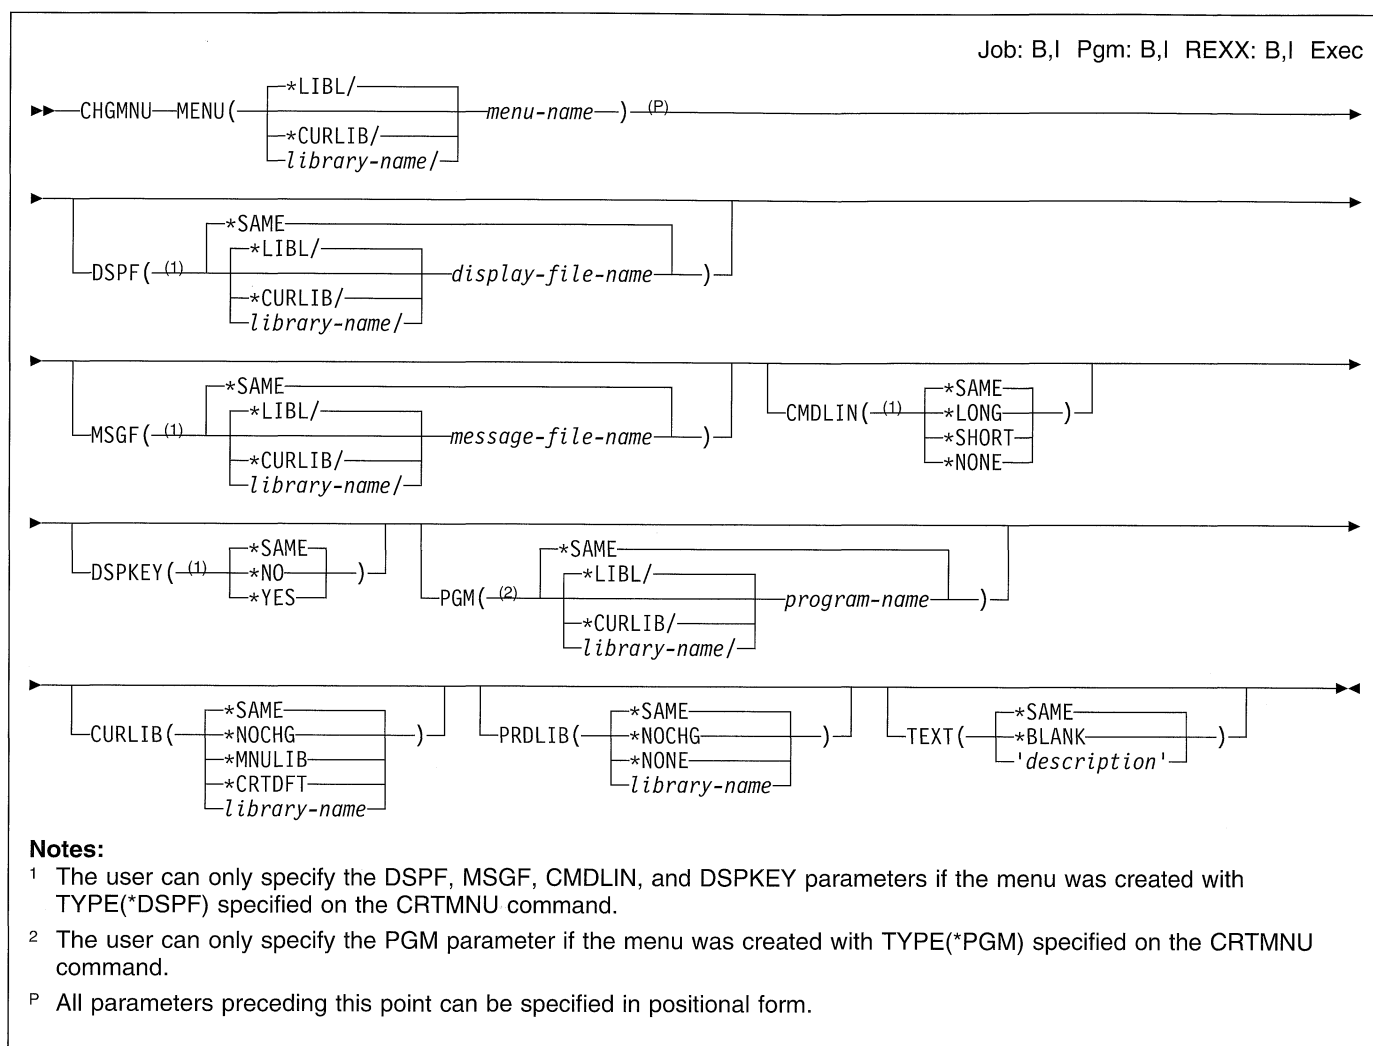 Job: B,I Pgm: B,I REXX: B,I Exec
*LIBL/
CHGMNU MENU( menu-name ) (P)
*CURLIB/
library-name/
*SAME
*LIBL/
DSPF( (1) display-file-name )
*CURLIB/
library-name/
*SAME
*LIBL/
MSGF( (1) message-file-name )
*CURLIB/
library-name/
*SAME
CMDLIN( (1) *LONG )
*SHORT
*NONE
*SAME
DSPKEY( (1) *NO )
*YES
*SAME
*LIBL/
PGM( (2) program-name )
*CURLIB/
library-name/
*SAME
CURLIB( *NOCHG )
*MNULIB
*CRTDFT
library-name
*SAME
PRDLIB( *NOCHG )
*NONE
library-name
*SAME
TEXT( *BLANK )
'description'
Notes:
1 The user can only specify the DSPF, MSGF, CMDLIN, and DSPKEY parameters if the menu was created with
TYPE(*DSPF) specified on the CRTMNU command.
2 The user can only specify the PGM parameter if the menu was created with TYPE(*PGM) specified on the CRTMNU
command.
P All parameters preceding this point can be specified in positional form.